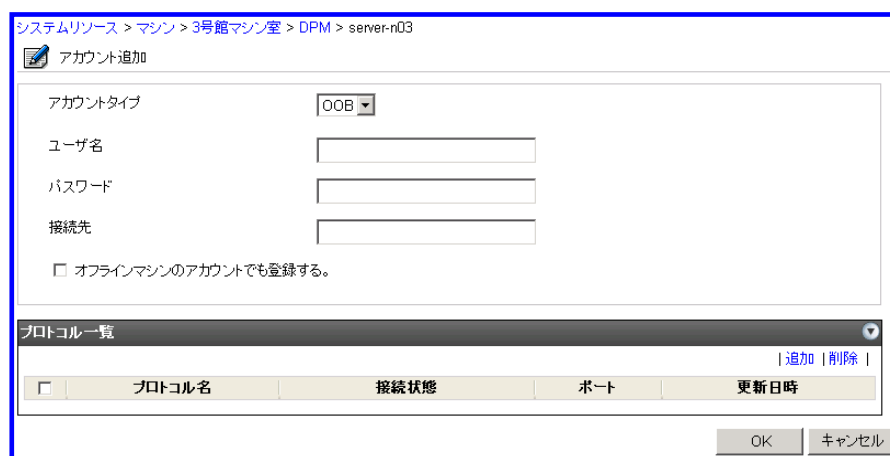 システムリソース > マシン > 3号館マシン室 > DPM > server-n03
アカウント追加
アカウントタイプ OOB
ユーザ名
パスワード
接続先
オフラインマシンのアカウントでも登録する。
プロトコル一覧
| 追加 | 削除 |
プロトコル名 接続状態 ポート 更新日時
OK キャンセル